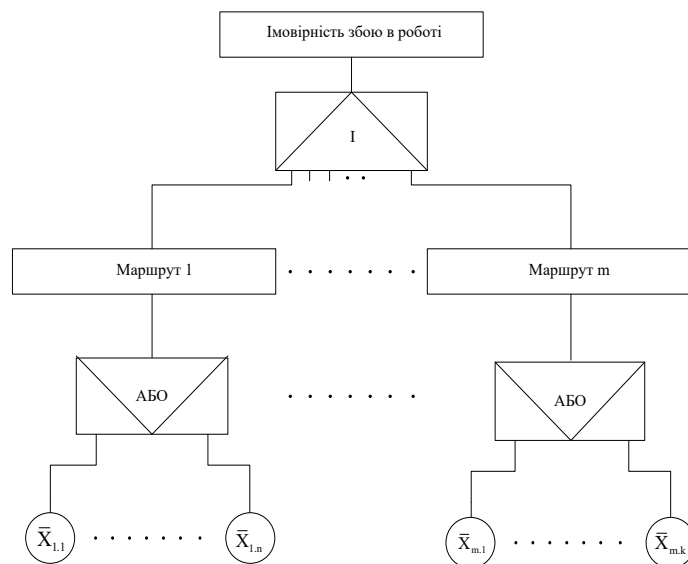 Імовірність збою в роботі
І
Маршрут 1
Маршрут m
АБО
АБО
X̅1.1
X̅1.n
X̅m.1
X̅m.k